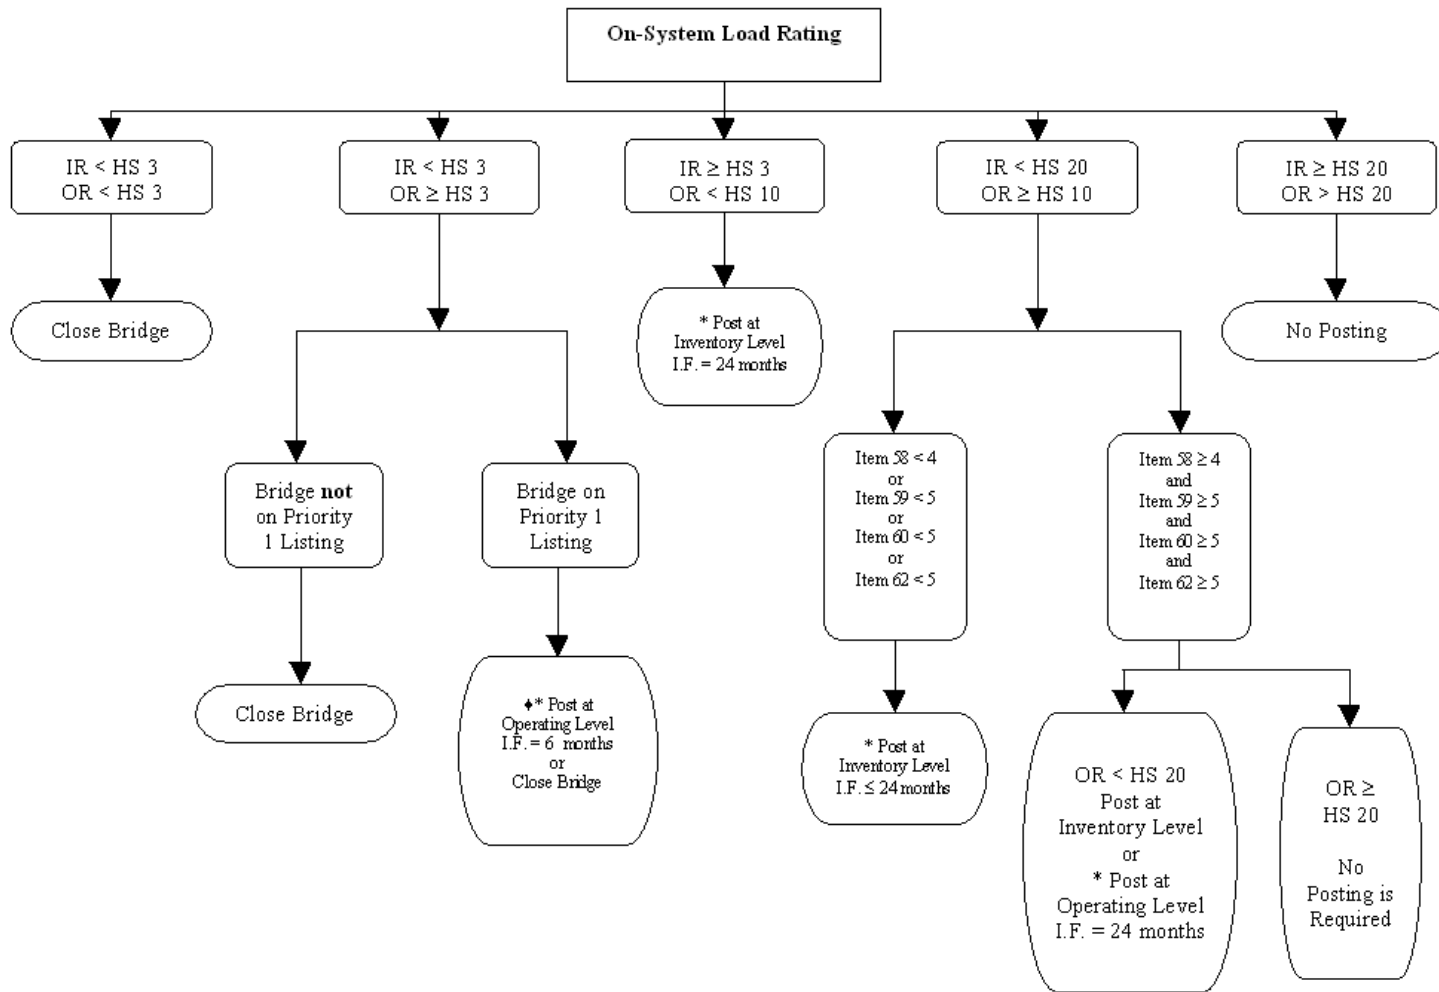 On-System Load Rating
IR < HS 3
OR < HS 3
IR < HS 3
OR ≥ HS 3
IR ≥ HS 3
OR < HS 10
IR < HS 20
OR ≥ HS 10
IR ≥ HS 20
OR > HS 20
Close Bridge
* Post at
Inventory Level
I.F. = 24 months
No Posting
Bridge not
on Priority
1 Listing
Bridge on
Priority 1
Listing
Item 58 < 4
or
Item 59 < 5
or
Item 60 < 5
or
Item 62 < 5
Item 58 ≥ 4
and
Item 59 ≥ 5
and
Item 60 ≥ 5
and
Item 62 ≥ 5
Close Bridge
♦* Post at
Operating Level
I.F. = 6 months
or
Close Bridge
* Post at
Inventory Level
I.F. ≤ 24 months
OR < HS 20
Post at
Inventory Level
or
* Post at
Operating Level
I.F. = 24 months
OR ≥
HS 20
No
Posting is
Required